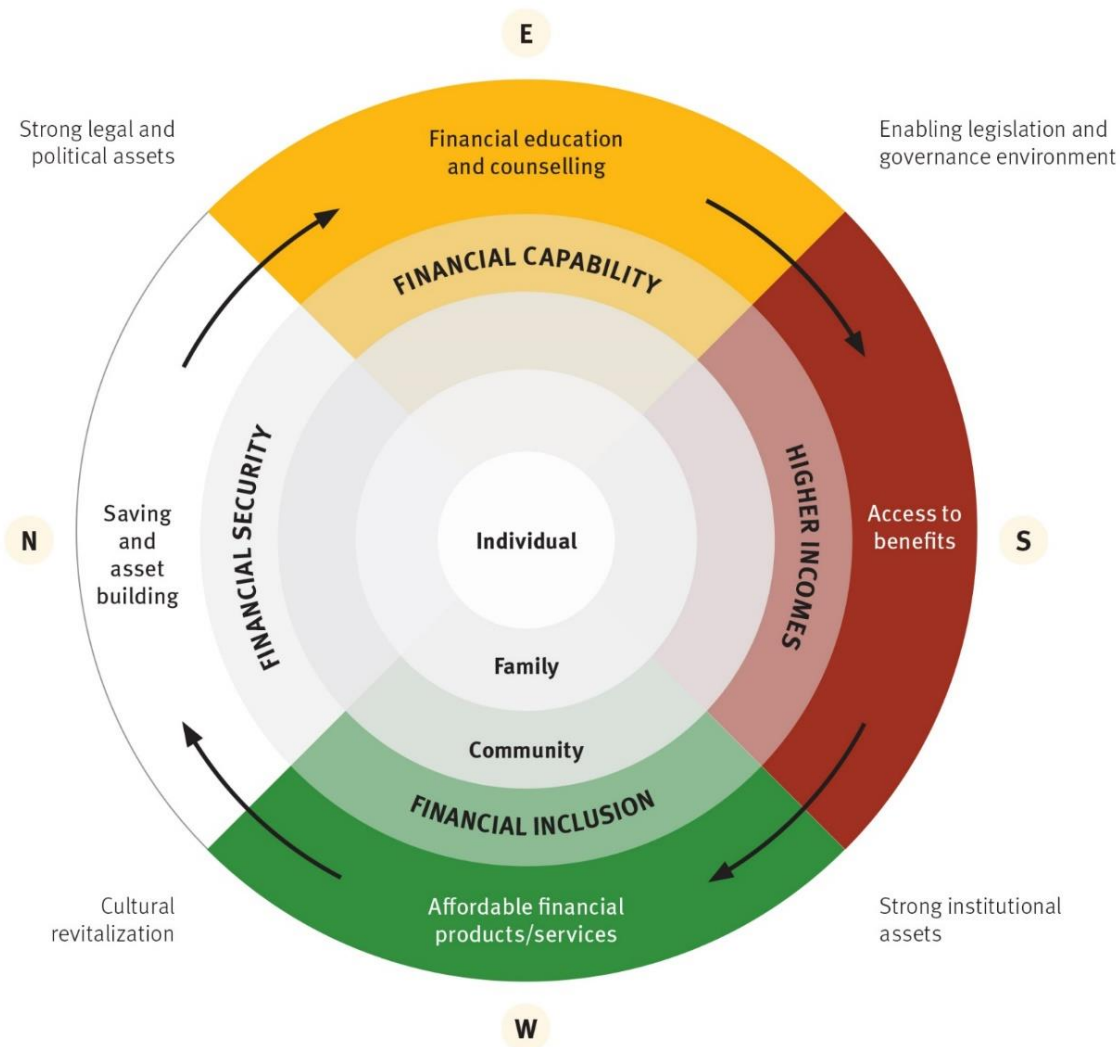 E
Strong legal and
political assets
Financial education
and counselling
Enabling legislation and
governance environment
FINANCIAL CAPABILITY
N
Saving
and
asset
building
FINANCIAL SECURITY
Individual
HIGHER INCOMES
Access to
benefits
S
Family
Community
FINANCIAL INCLUSION
Cultural
revitalization
Affordable financial
products/services
Strong institutional
assets
W